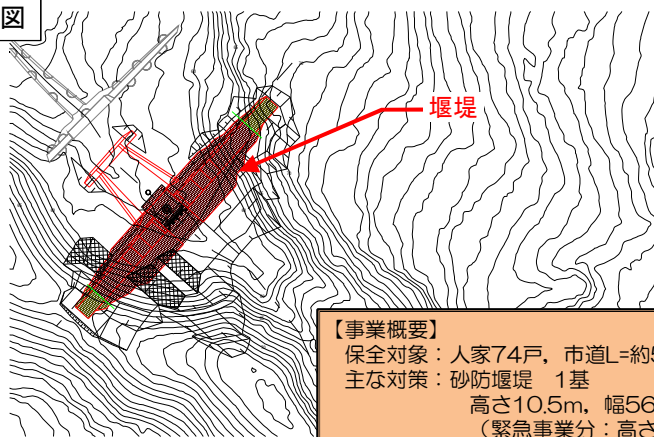 図
堰堤
【事業概要】
保全対象：人家74戸，市道L=約
主な対策：砂防堰堤　1基
高さ10.5m，幅56
（緊急事業分：高さ